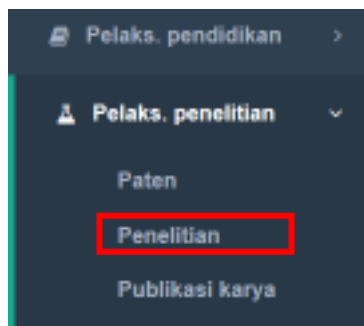 Pelaks. pendidikan
Pelaks. penelitian
Paten
Penelitian
Publikasi karya